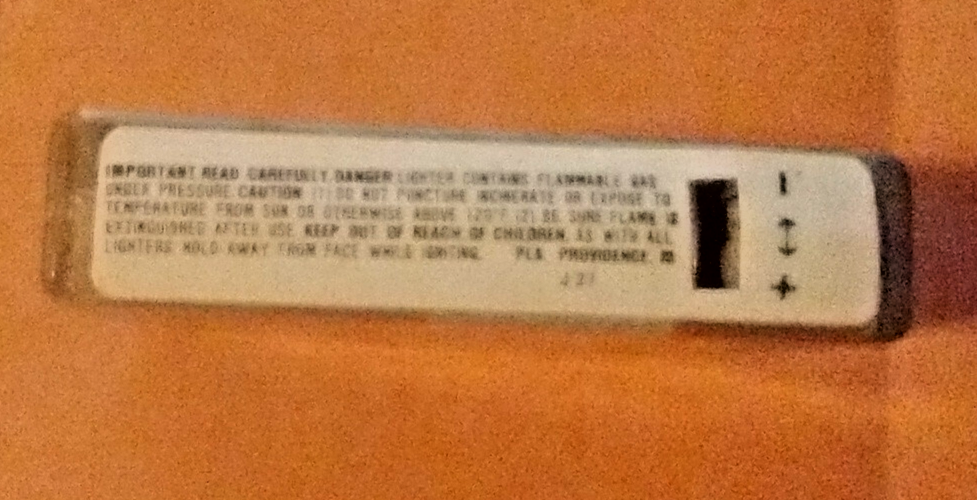 IMPORTANT READ CAREFULLY DANGER LIGHTER CONTAINS FLAMMABLE GAS
UNDER PRESSURE CAUTION (1) DO NOT PUNCTURE INCINERATE OR EXPOSE TO
TEMPERATURE FROM SUN OR OTHERWISE ABOVE 120°F (2) BE SURE FLAME IS
EXTINGUISHED AFTER USE KEEP OUT OF REACH OF CHILDREN AS WITH ALL
LIGHTERS HOLD AWAY FROM FACE WHILE IGNITING PLA PROVIDENCE RI
- ↔ +